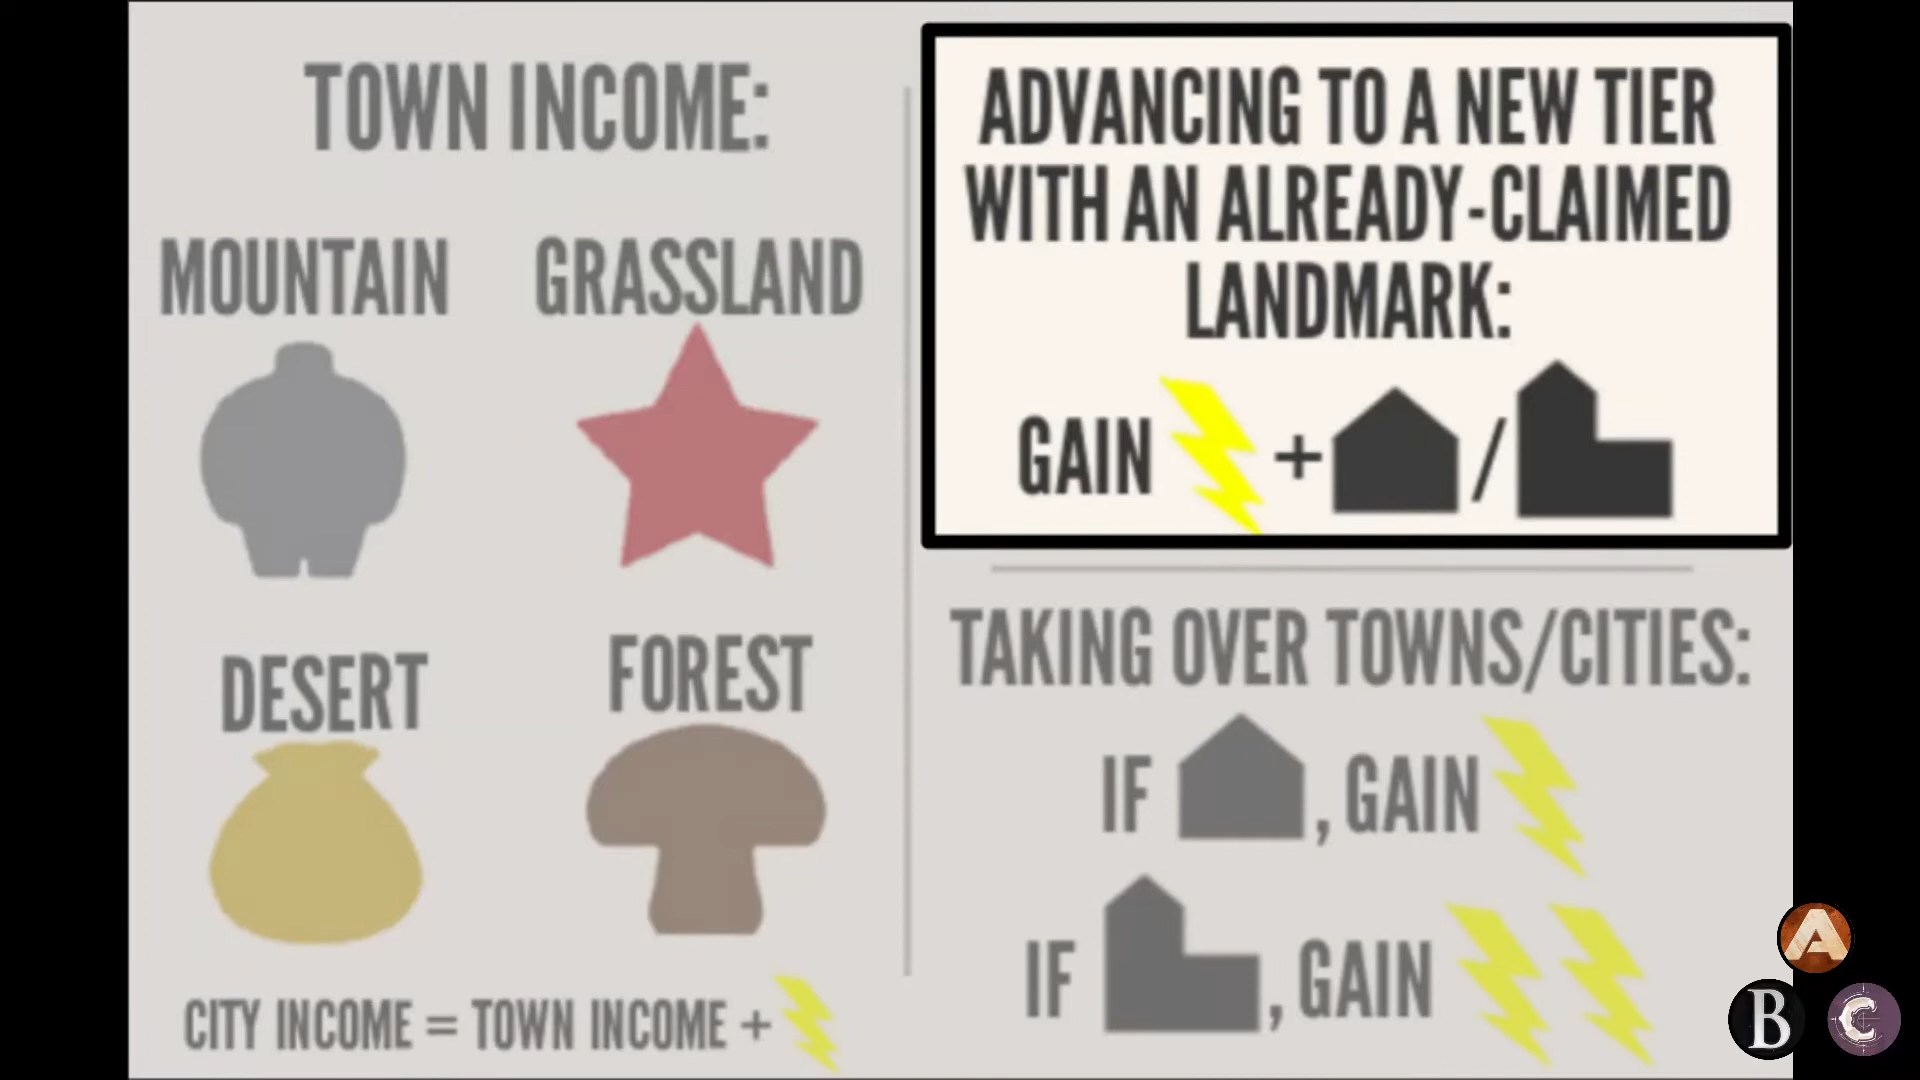 TOWN INCOME:
MOUNTAIN
GRASSLAND
DESERT
FOREST
CITY INCOME = TOWN INCOME +
ADVANCING TO A NEW TIER
WITH AN ALREADY-CLAIMED
LANDMARK:
GAIN + /
TAKING OVER TOWNS/CITIES:
IF , GAIN
IF , GAIN
A
B
C